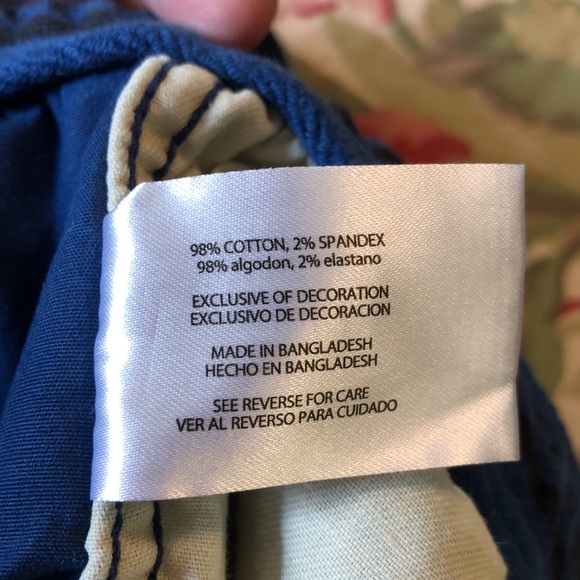 98% COTTON, 2% SPANDEX
98% algodon, 2% elastano
EXCLUSIVE OF DECORATION
EXCLUSIVO DE DECORACION
MADE IN BANGLADESH
HECHO EN BANGLADESH
SEE REVERSE FOR CARE
VER AL REVERSO PARA CUIDADO